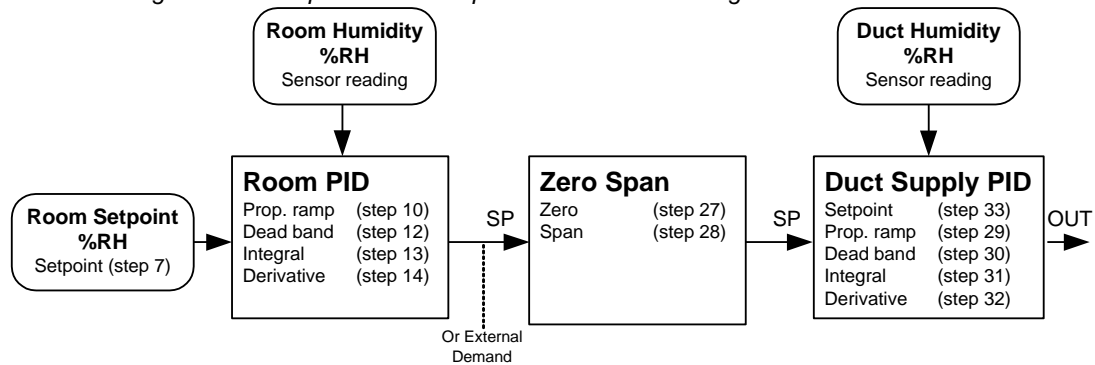 Room Humidity
%RH
Sensor reading
Duct Humidity
%RH
Sensor reading
Room Setpoint
%RH
Setpoint (step 7)
Room PID
Prop. ramp (step 10)
Dead band (step 12)
Integral (step 13)
Derivative (step 14)
SP
Or External
Demand
Zero Span
Zero (step 27)
Span (step 28)
SP
Duct Supply PID
Setpoint (step 33)
Prop. ramp (step 29)
Dead band (step 30)
Integral (step 31)
Derivative (step 32)
OUT